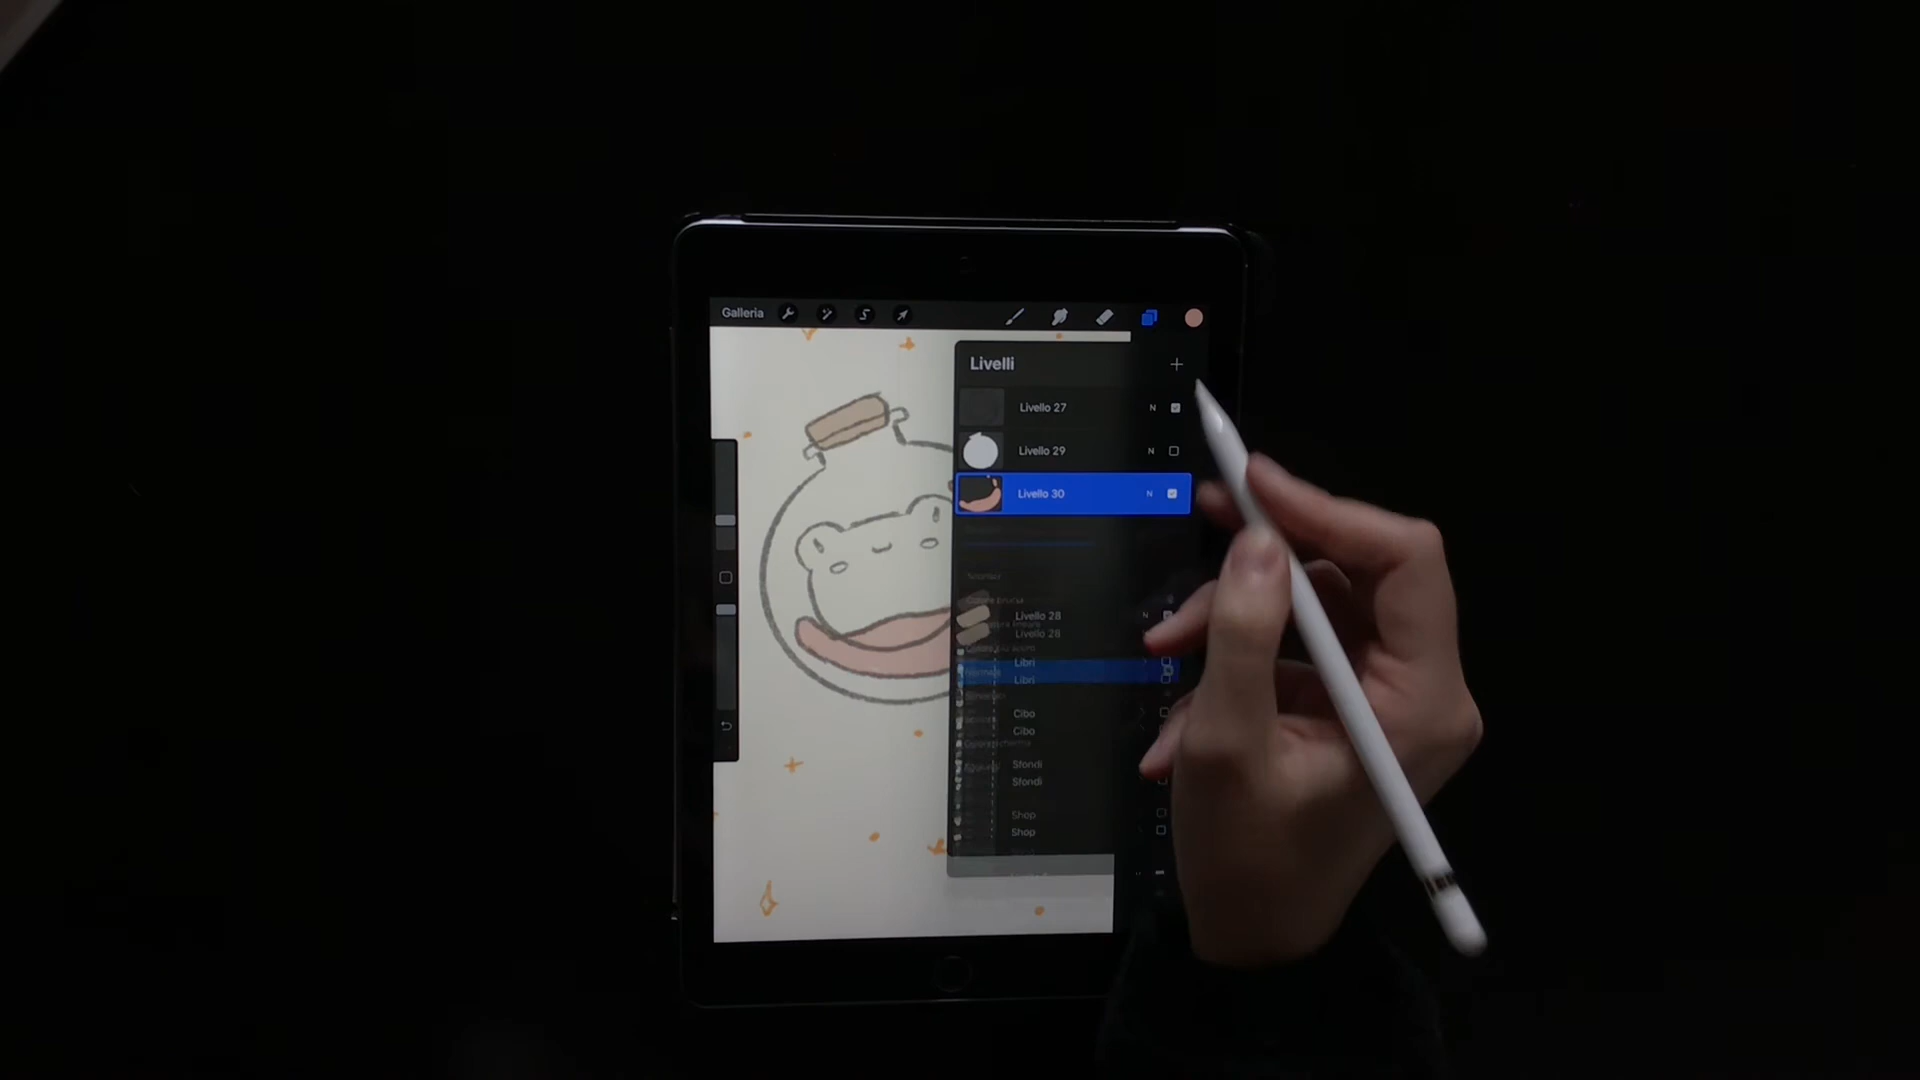 Galleria
Livelli
Livello 27 N
Livello 29 N
Livello 30 N
Livello 28 N
Livello 28
Libri
Libri
Cibo
Cibo
Sfondi
Sfondi
Shop
Shop